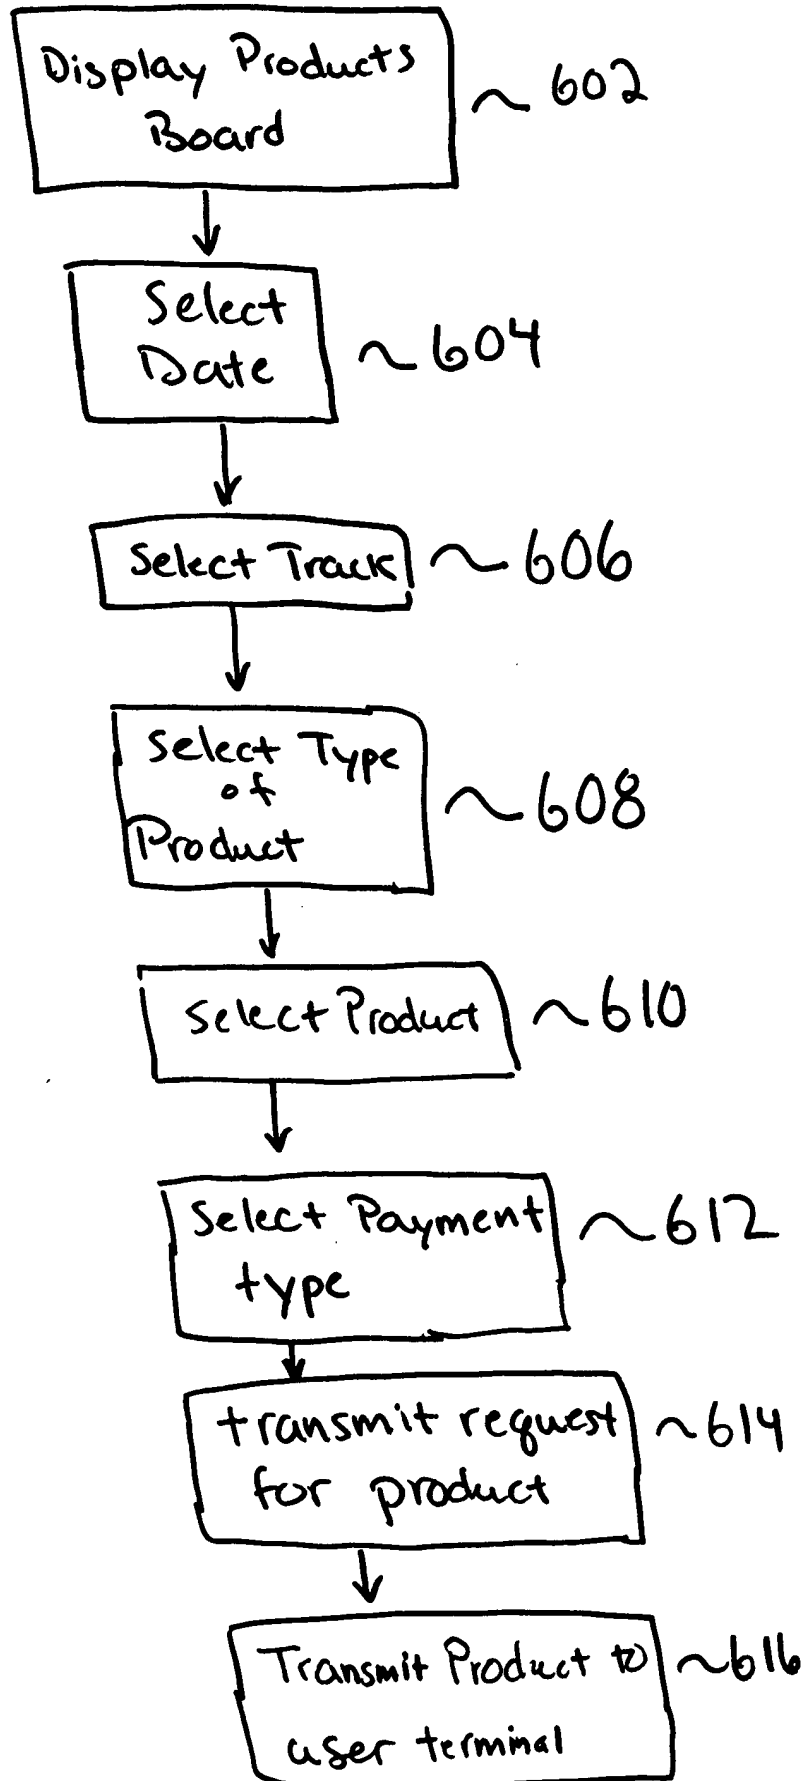 Display Products
Board
~ 602
Select
Date
~ 604
Select Track
~ 606
Select Type
of
Product
~ 608
Select Product
~ 610
Select Payment
type
~ 612
transmit request
for product
~ 614
Transmit Product to
user terminal
~ 616